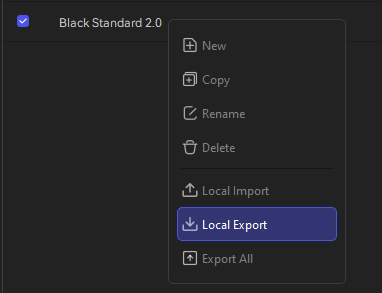 Black Standard 2.0
New
Copy
Rename
Delete
Local Import
Local Export
Export All